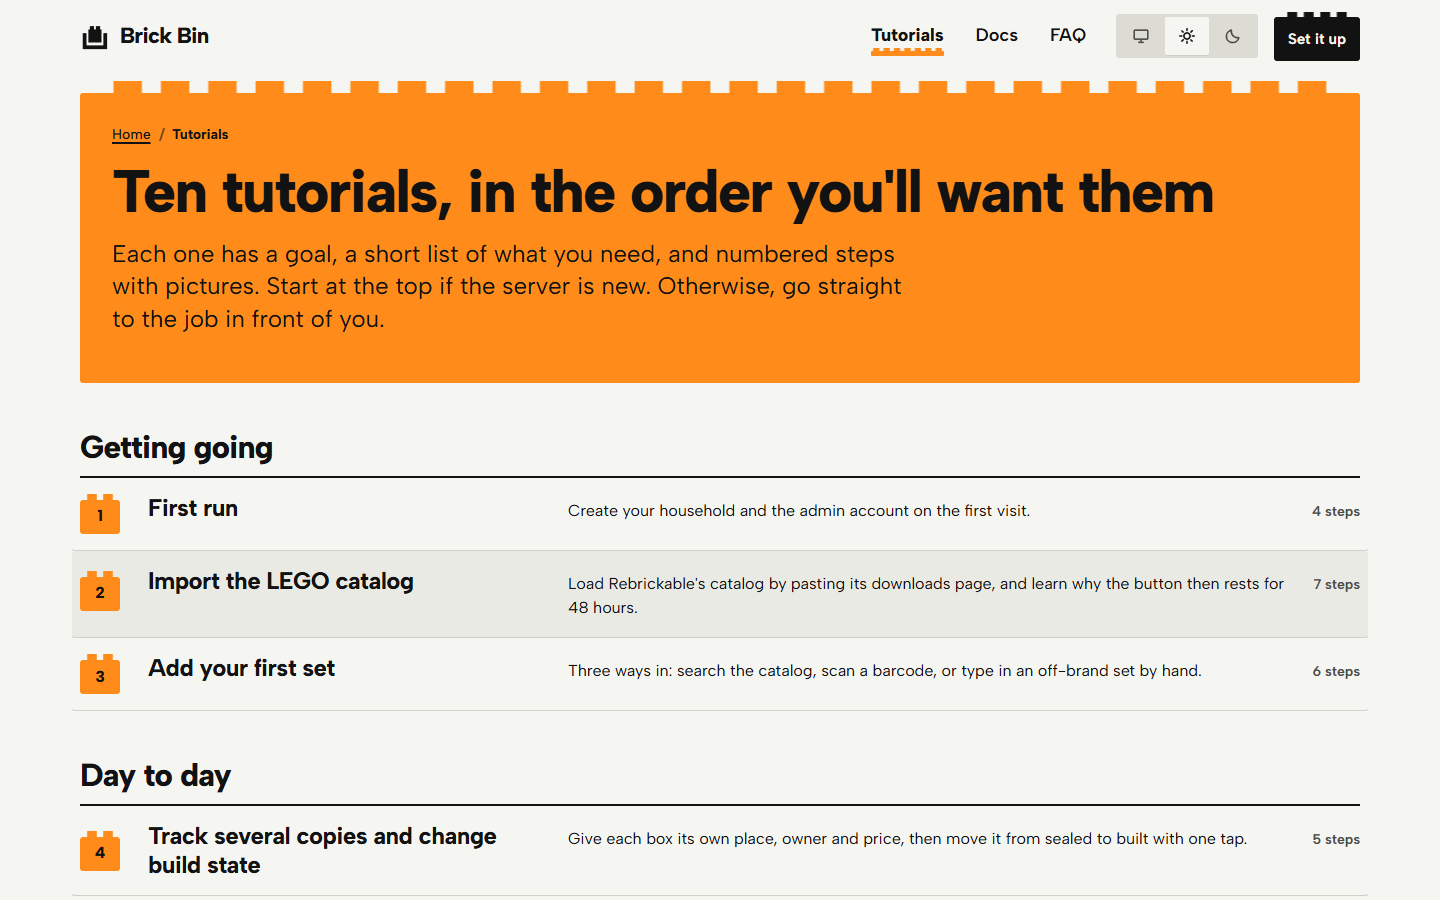 Brick Bin
Tutorials
Docs
FAQ
Set it up
Home / Tutorials
Ten tutorials, in the order you'll want them
Each one has a goal, a short list of what you need, and numbered steps
with pictures. Start at the top if the server is new. Otherwise, go straight
to the job in front of you.
Getting going
1
First run
Create your household and the admin account on the first visit.
4 steps
2
Import the LEGO catalog
Load Rebrickable's catalog by pasting its downloads page, and learn why the button then rests for
48 hours.
7 steps
3
Add your first set
Three ways in: search the catalog, scan a barcode, or type in an off-brand set by hand.
6 steps
Day to day
4
Track several copies and change
build state
Give each box its own place, owner and price, then move it from sealed to built with one tap.
5 steps